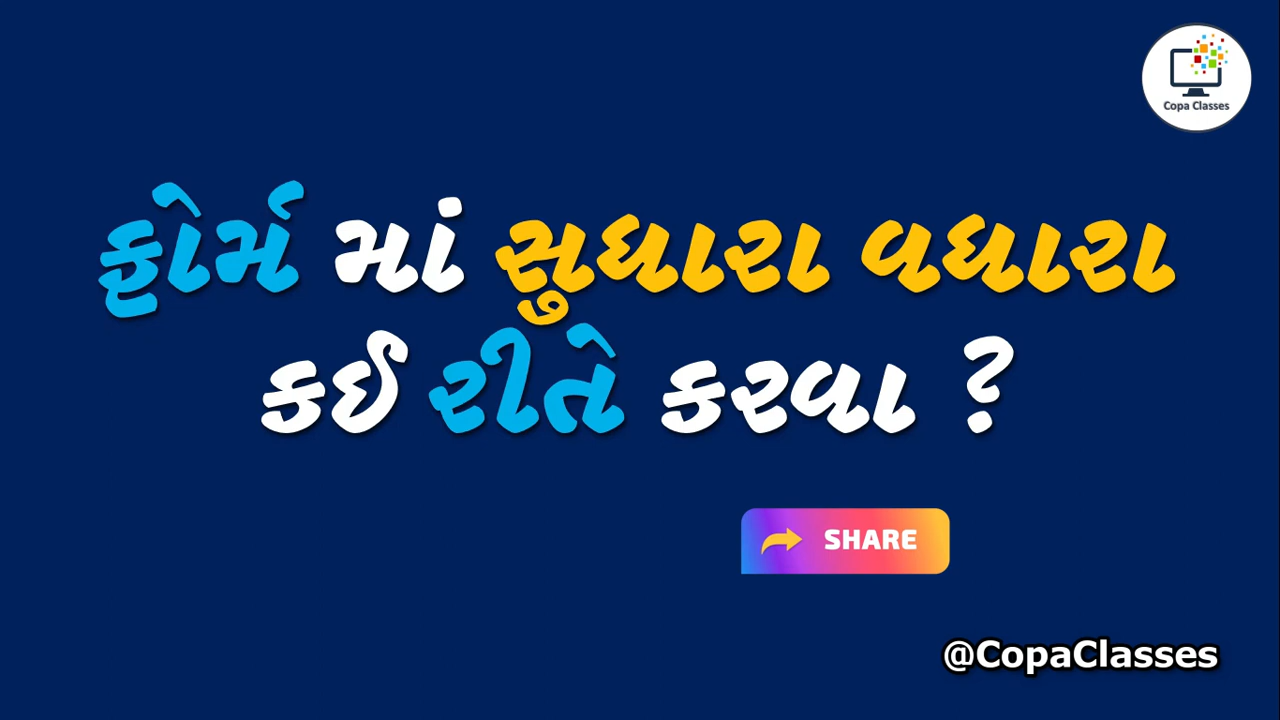 Copa Classes
ફોર્મ માં સુધારા વધારા
કઈ રીતે કરવા ?
SHARE
@CopaClasses